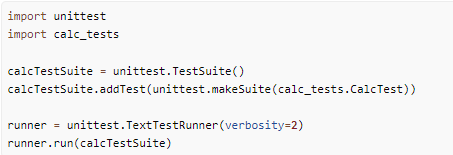 import unittest
import calc_tests
calcTestSuite = unittest.TestSuite()
calcTestSuite.addTest(unittest.makeSuite(calc_tests.CalcTest))
runner = unittest.TextTestRunner(verbosity=2)
runner.run(calcTestSuite)